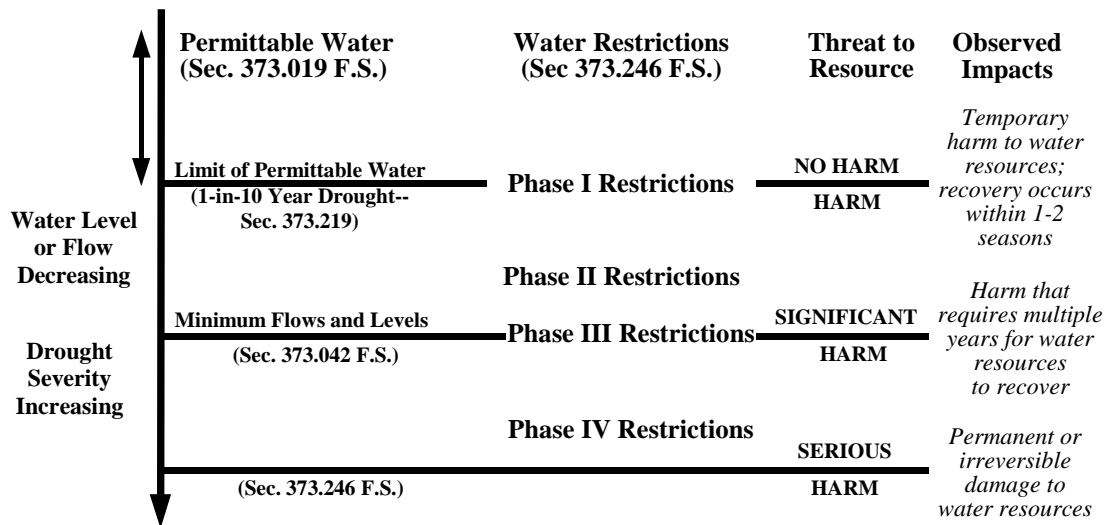 Permittable Water
(Sec. 373.019 F.S.)
Water Restrictions
(Sec 373.246 F.S.)
Threat to
Resource
Observed
Impacts
Limit of Permittable Water
(1-in-10 Year Drought--
Sec. 373.219)
Phase I Restrictions
NO HARM
HARM
Temporary
harm to water
resources;
recovery occurs
within 1-2
seasons
Water Level
or Flow
Decreasing
Phase II Restrictions
Minimum Flows and Levels
(Sec. 373.042 F.S.)
Phase III Restrictions
SIGNIFICANT
HARM
Harm that
requires multiple
years for water
resources
to recover
Drought
Severity
Increasing
Phase IV Restrictions
(Sec. 373.246 F.S.)
SERIOUS
HARM
Permanent or
irreversible
damage to
water resources